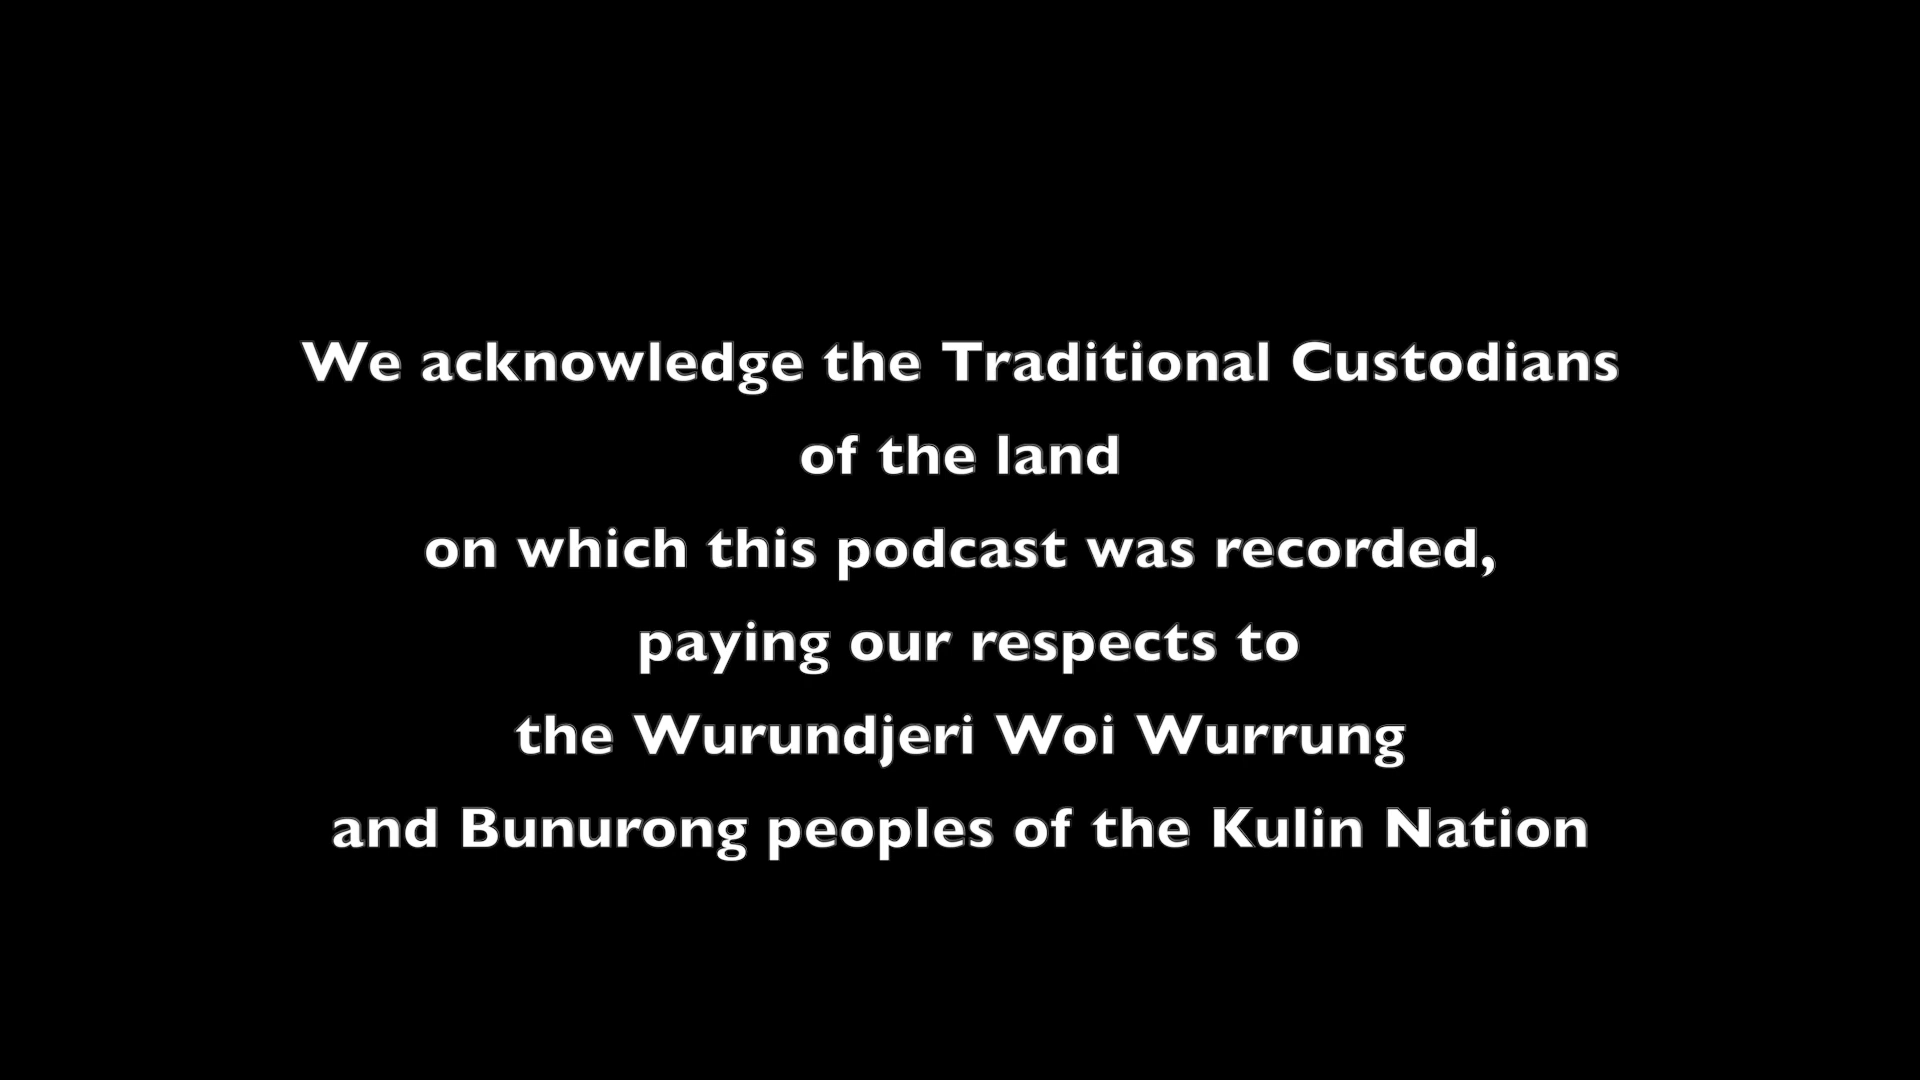 We acknowledge the Traditional Custodians
of the land
on which this podcast was recorded,
paying our respects to
the Wurundjeri Woi Wurrung
and Bunurong peoples of the Kulin Nation